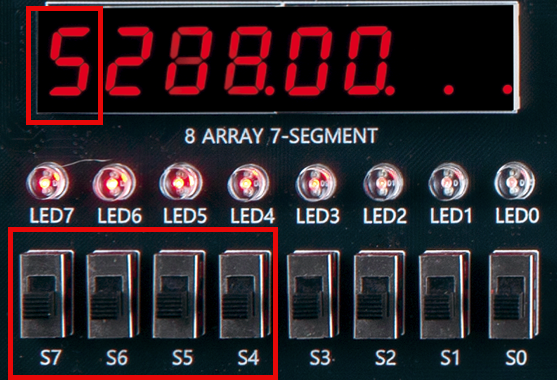 5288.00. . .
8 ARRAY 7-SEGMENT
LED7 LED6 LED5 LED4 LED3 LED2 LED1 LED0
S7 S6 S5 S4 S3 S2 S1 S0